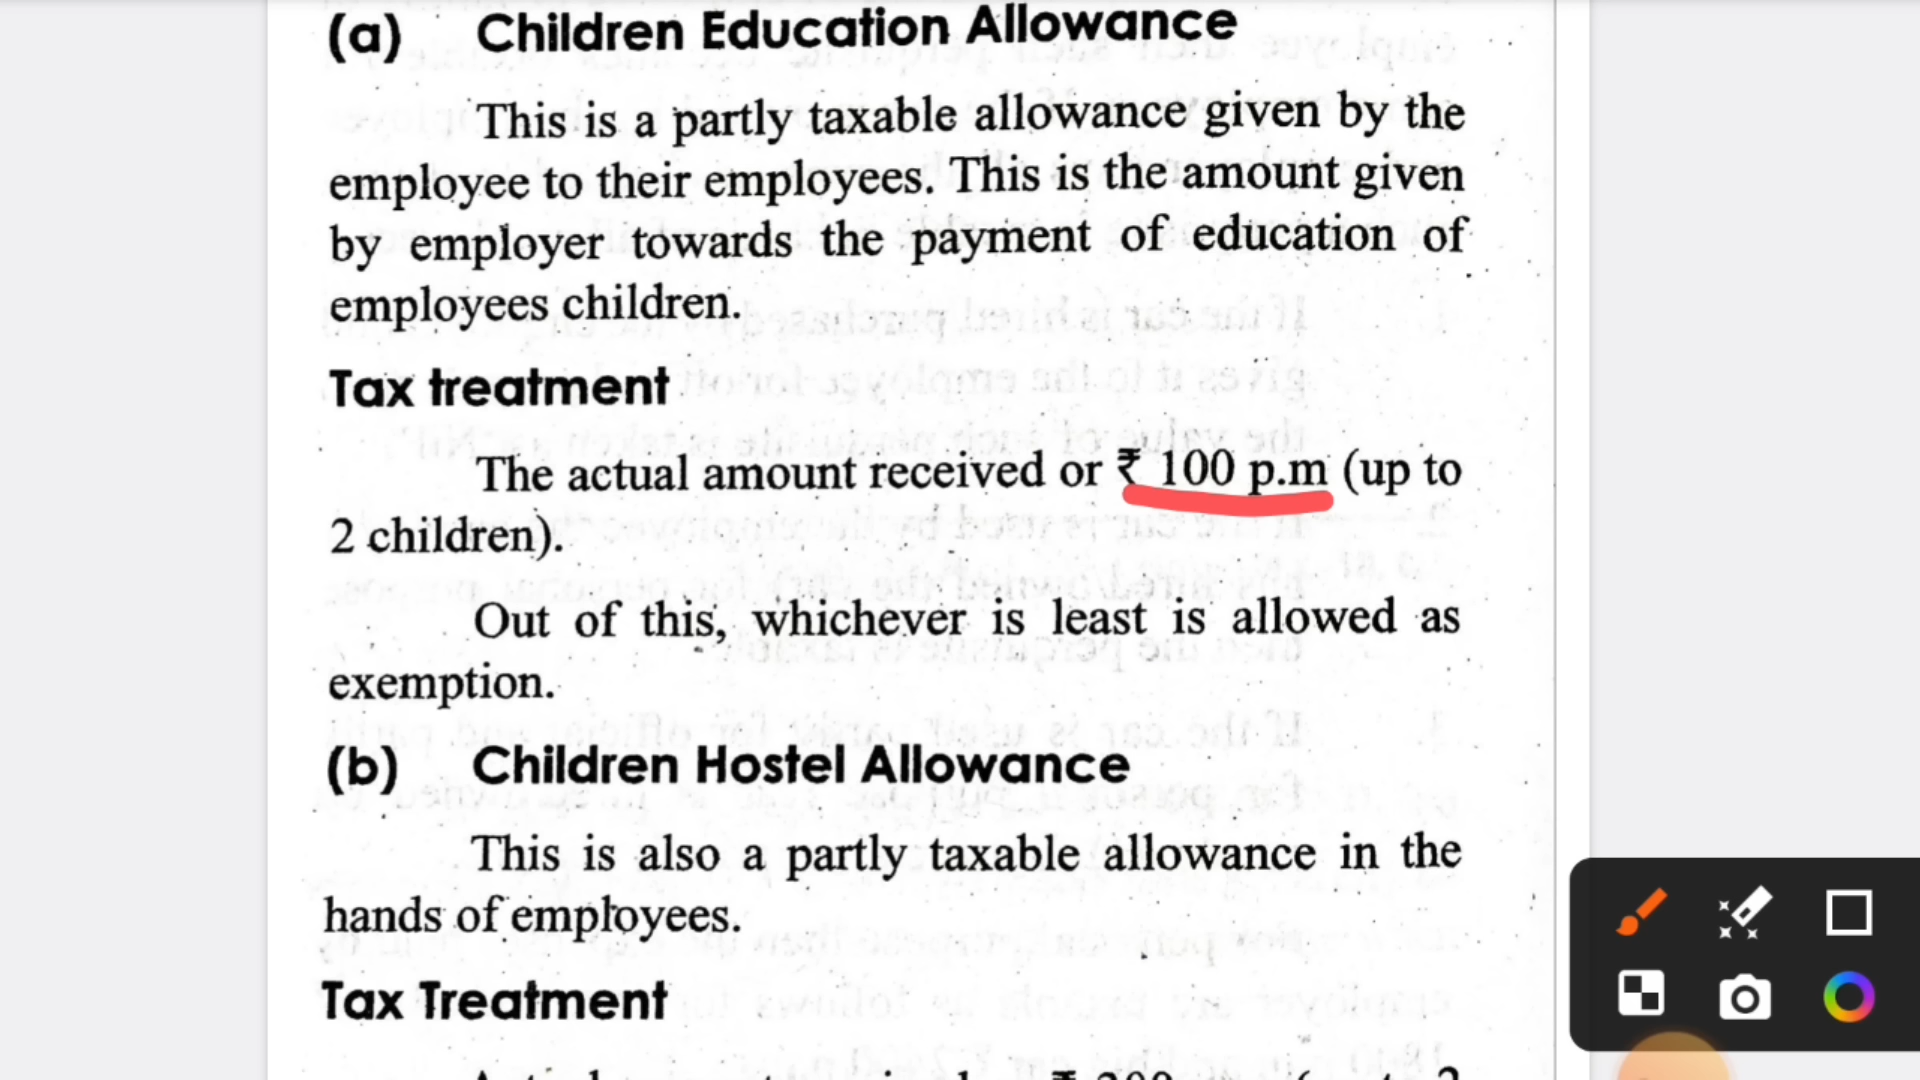 (a) Children Education Allowance
This is a partly taxable allowance given by the
employee to their employees. This is the amount given
by employer towards the payment of education of
employees children.
Tax treatment
The actual amount received or ₹ 100 p.m (up to
2 children).
Out of this, whichever is least is allowed as
exemption.
(b) Children Hostel Allowance
This is also a partly taxable allowance in the
hands of employees.
Tax Treatment